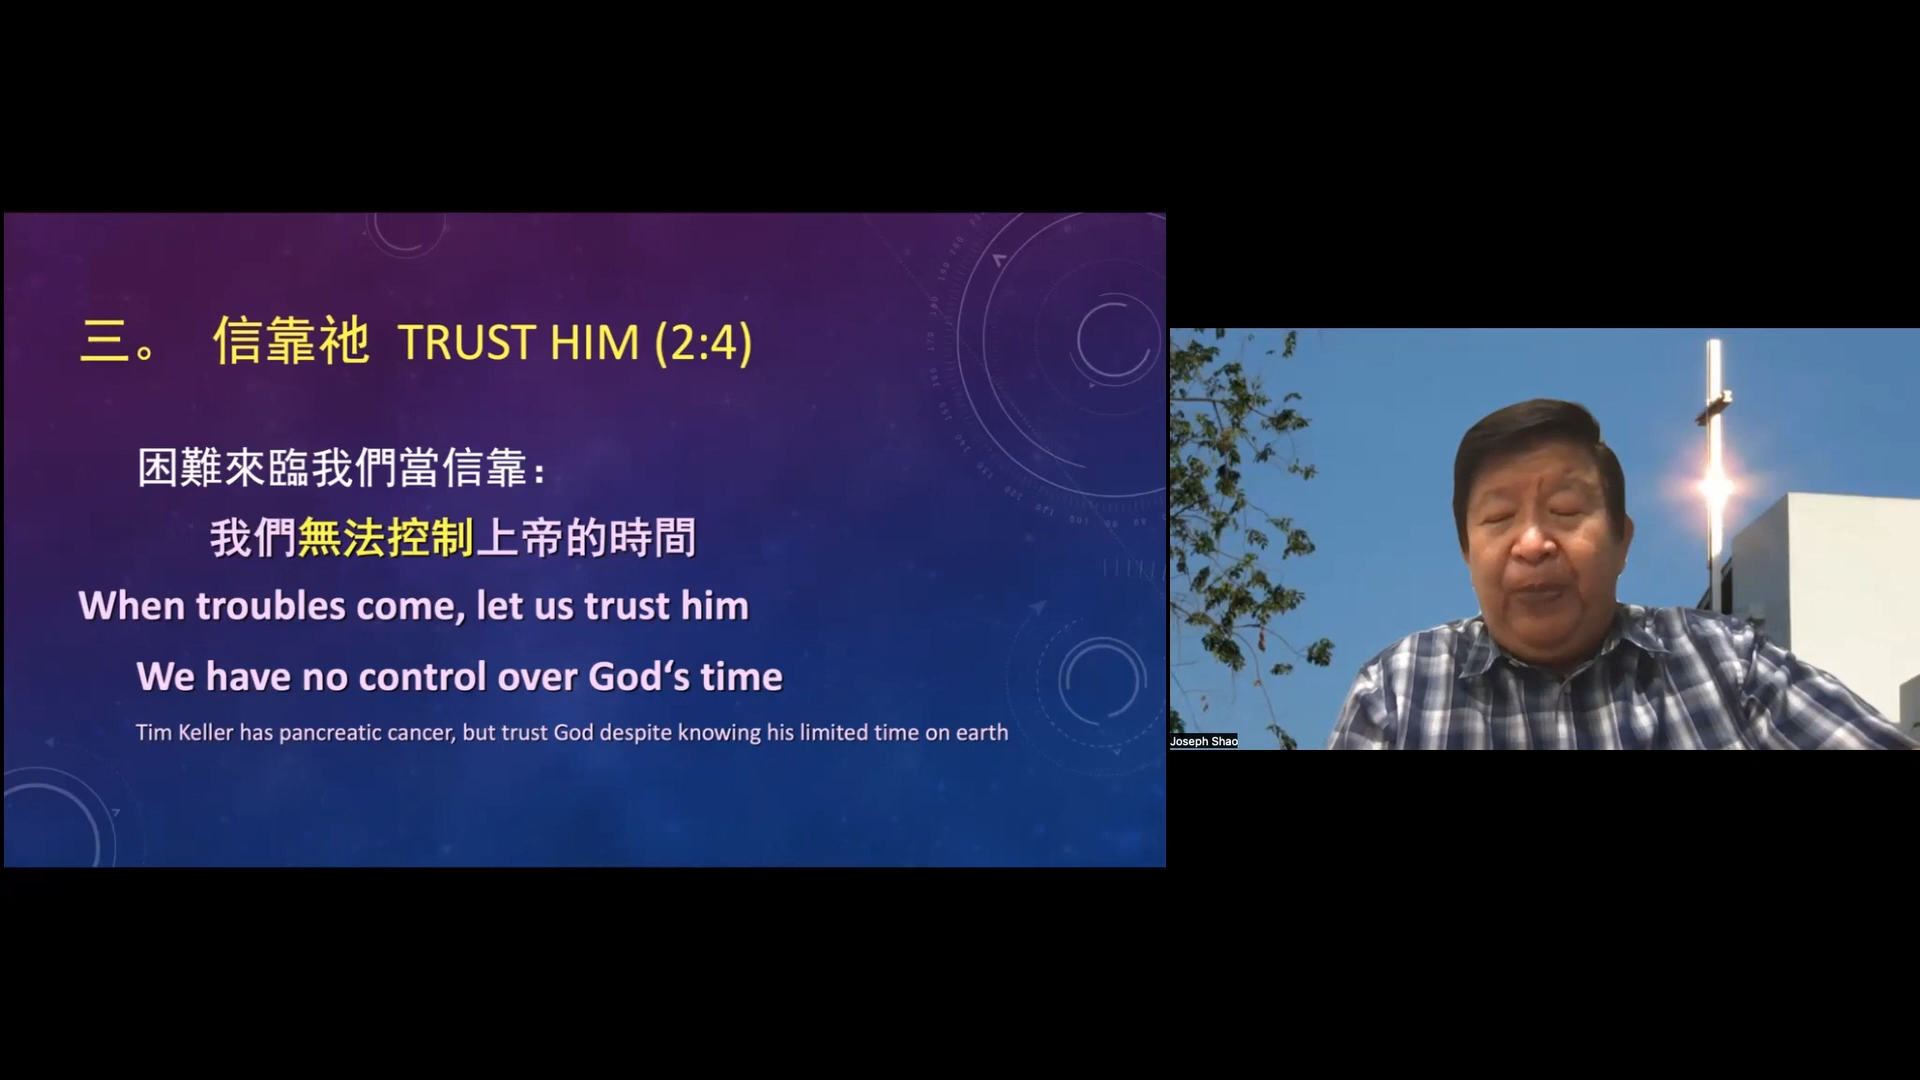 三。 信靠祂 TRUST HIM (2:4)
困難來臨我們當信靠：
我們無法控制上帝的時間
When troubles come, let us trust him
We have no control over God‘s time
Tim Keller has pancreatic cancer, but trust God despite knowing his limited time on earth
Joseph Shao